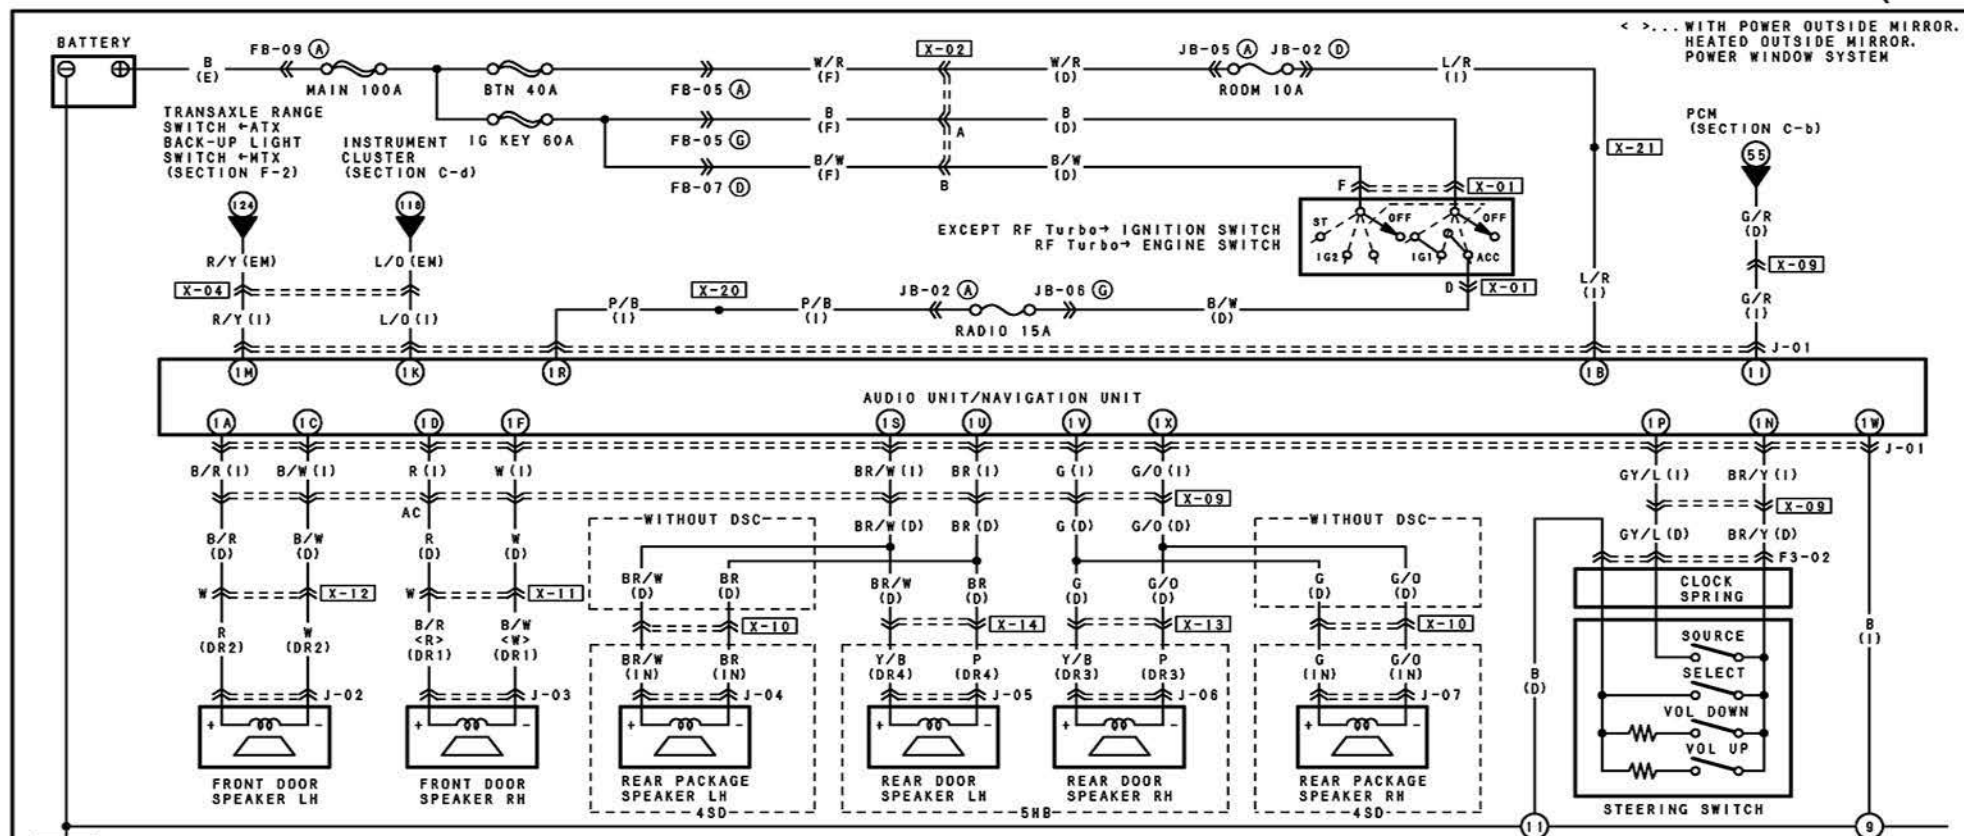 < >... WITH POWER OUTSIDE MIRROR.
HEATED OUTSIDE MIRROR.
POWER WINDOW SYSTEM
BATTERY
B
(E)
FB-09 (A)
MAIN 100A
BTN 40A
FB-05 (A)
W/R
(F)
X-02
W/R
(D)
JB-05 (A) JB-02 (D)
ROOM 10A
L/R
(I)
IG KEY 60A
FB-05 (G)
B
(F)
A
B
(D)
FB-07 (D)
B/W
(F)
B
B/W
(D)
X-21
PCM
(SECTION C-b)
55
TRANSAXLE RANGE
SWITCH ←ATX
BACK-UP LIGHT
SWITCH ←MTX
(SECTION F-2)
INSTRUMENT
CLUSTER
(SECTION C-d)
124
118
F
X-01
EXCEPT RF Turbo→ IGNITION SWITCH
RF Turbo→ ENGINE SWITCH
ST
OFF
OFF
IG2
IG1
ACC
G/R
(D)
X-09
G/R
(I)
R/Y(EM)
L/O(EM)
X-04
R/Y(I)
L/O(I)
P/B
(I)
X-20
P/B
(I)
JB-02 (A)
JB-06 (G)
RADIO 15A
B/W
(D)
D
X-01
L/R
(I)
J-01
1M
1K
1R
1B
1I
AUDIO UNIT/NAVIGATION UNIT
1A
1C
1D
1F
1S
1U
1V
1X
1P
1N
1W
J-01
B/R(I)
B/W(I)
R(I)
W(I)
BR/W(I)
BR(I)
G(I)
G/O(I)
GY/L(I)
BR/Y(I)
AC
X-09
X-09
B/R
(D)
B/W
(D)
R
(D)
W
(D)
WITHOUT DSC
BR/W(D)
BR(D)
G(D)
G/O(D)
WITHOUT DSC
GY/L(D)
BR/Y(D)
F3-02
BR/W
(D)
BR
(D)
BR/W
(D)
BR
(D)
G
(D)
G/O
(D)
G
(D)
G/O
(D)
CLOCK
SPRING
W
X-12
W
X-11
X-10
X-14
X-13
X-10
R
(DR2)
W
(DR2)
B/R
<R>
(DR1)
B/W
<W>
(DR1)
BR/W
(IN)
BR
(IN)
Y/B
(DR4)
P
(DR4)
Y/B
(DR3)
P
(DR3)
G
(IN)
G/O
(IN)
B
(D)
SOURCE
SELECT
VOL DOWN
VOL UP
B
(I)
J-02
J-03
J-04
J-05
J-06
J-07
+ -
+ -
+ -
+ -
+ -
+ -
FRONT DOOR
SPEAKER LH
FRONT DOOR
SPEAKER RH
REAR PACKAGE
SPEAKER LH
4SD
REAR DOOR
SPEAKER LH
REAR DOOR
SPEAKER RH
5HB
REAR PACKAGE
SPEAKER RH
4SD
STEERING SWITCH
11
9